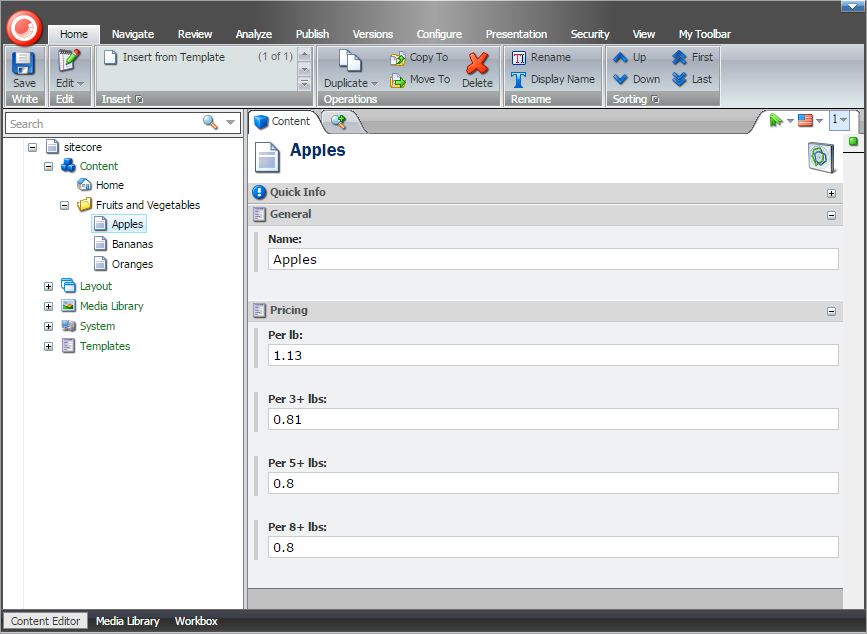 Home Navigate Review Analyze Publish Versions Configure Presentation Security View My Toolbar
Save
Write
Edit
Edit
Insert from Template (1 of 1)
Insert
Duplicate
Copy To
Move To
Delete
Operations
Rename
Display Name
Rename
Up
Down
First
Last
Sorting
Search
sitecore
Content
Home
Fruits and Vegetables
Apples
Bananas
Oranges
Layout
Media Library
System
Templates
Content
1
Apples
Quick Info
General
Name:
Apples
Pricing
Per lb:
1.13
Per 3+ lbs:
0.81
Per 5+ lbs:
0.8
Per 8+ lbs:
0.8
Content Editor Media Library Workbox